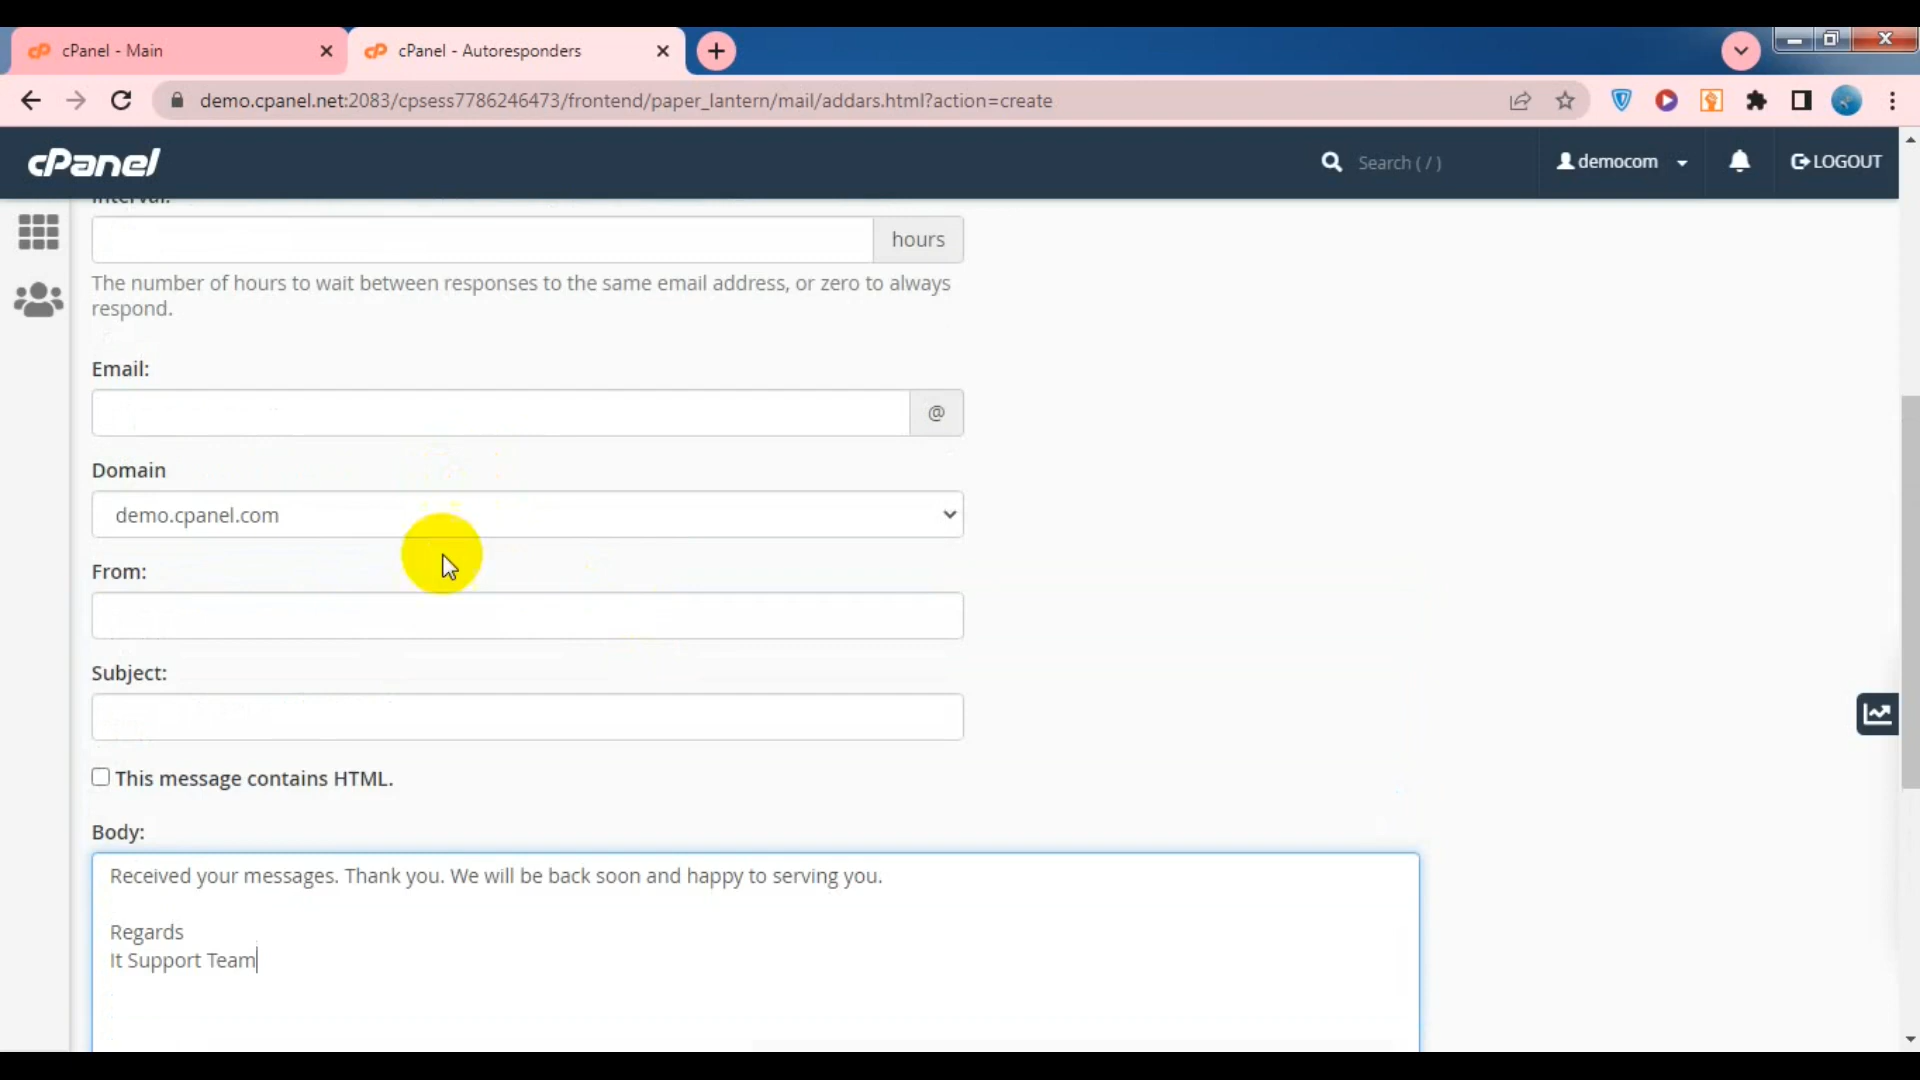 cPanel - Main
cPanel - Autoresponders
demo.cpanel.net:2083/cpsess7786246473/frontend/paper_lantern/mail/addars.html?action=create
cPanel
Search ( / )
democom
LOGOUT
Interval:
hours
The number of hours to wait between responses to the same email address, or zero to always
respond.
Email:
@
Domain
demo.cpanel.com
From:
Subject:
This message contains HTML.
Body:
Received your messages. Thank you. We will be back soon and happy to serving you.
Regards
It Support Team